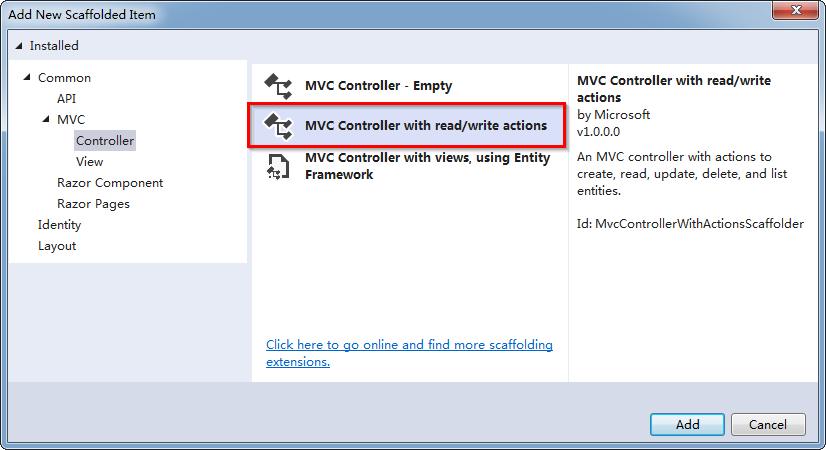 Add New Scaffolded Item
Installed
Common
API
MVC
Controller
View
Razor Component
Razor Pages
Identity
Layout
MVC Controller - Empty
MVC Controller with read/write actions
MVC Controller with views, using Entity
Framework
Click here to go online and find more scaffolding
extensions.
MVC Controller with read/write
actions
by Microsoft
v1.0.0.0
An MVC controller with actions to
create, read, update, delete, and list
entities.
Id: MvcControllerWithActionsScaffolder
Add
Cancel